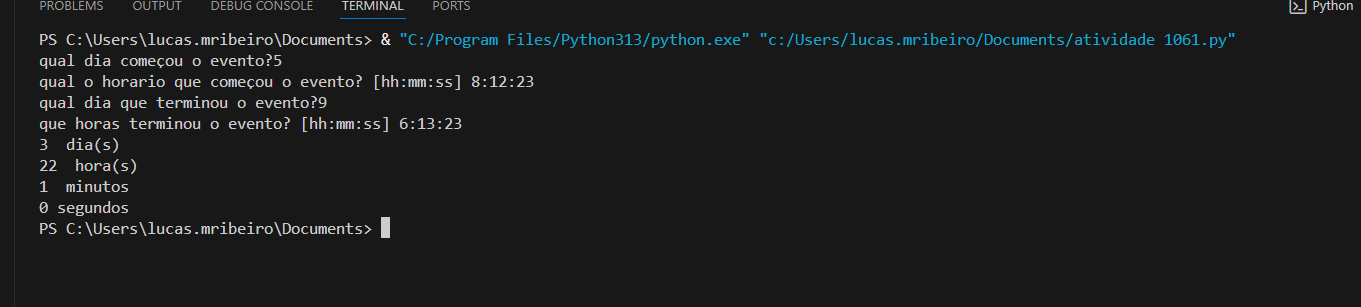 PROBLEMS OUTPUT DEBUG CONSOLE TERMINAL PORTS Python
PS C:\Users\lucas.mribeiro\Documents> & "C:/Program Files/Python313/python.exe" "c:/Users/lucas.mribeiro/Documents/atividade 1061.py"
qual dia começou o evento?5
qual o horario que começou o evento? [hh:mm:ss] 8:12:23
qual dia que terminou o evento?9
que horas terminou o evento? [hh:mm:ss] 6:13:23
3  dia(s)
22  hora(s)
1  minutos
0 segundos
PS C:\Users\lucas.mribeiro\Documents>